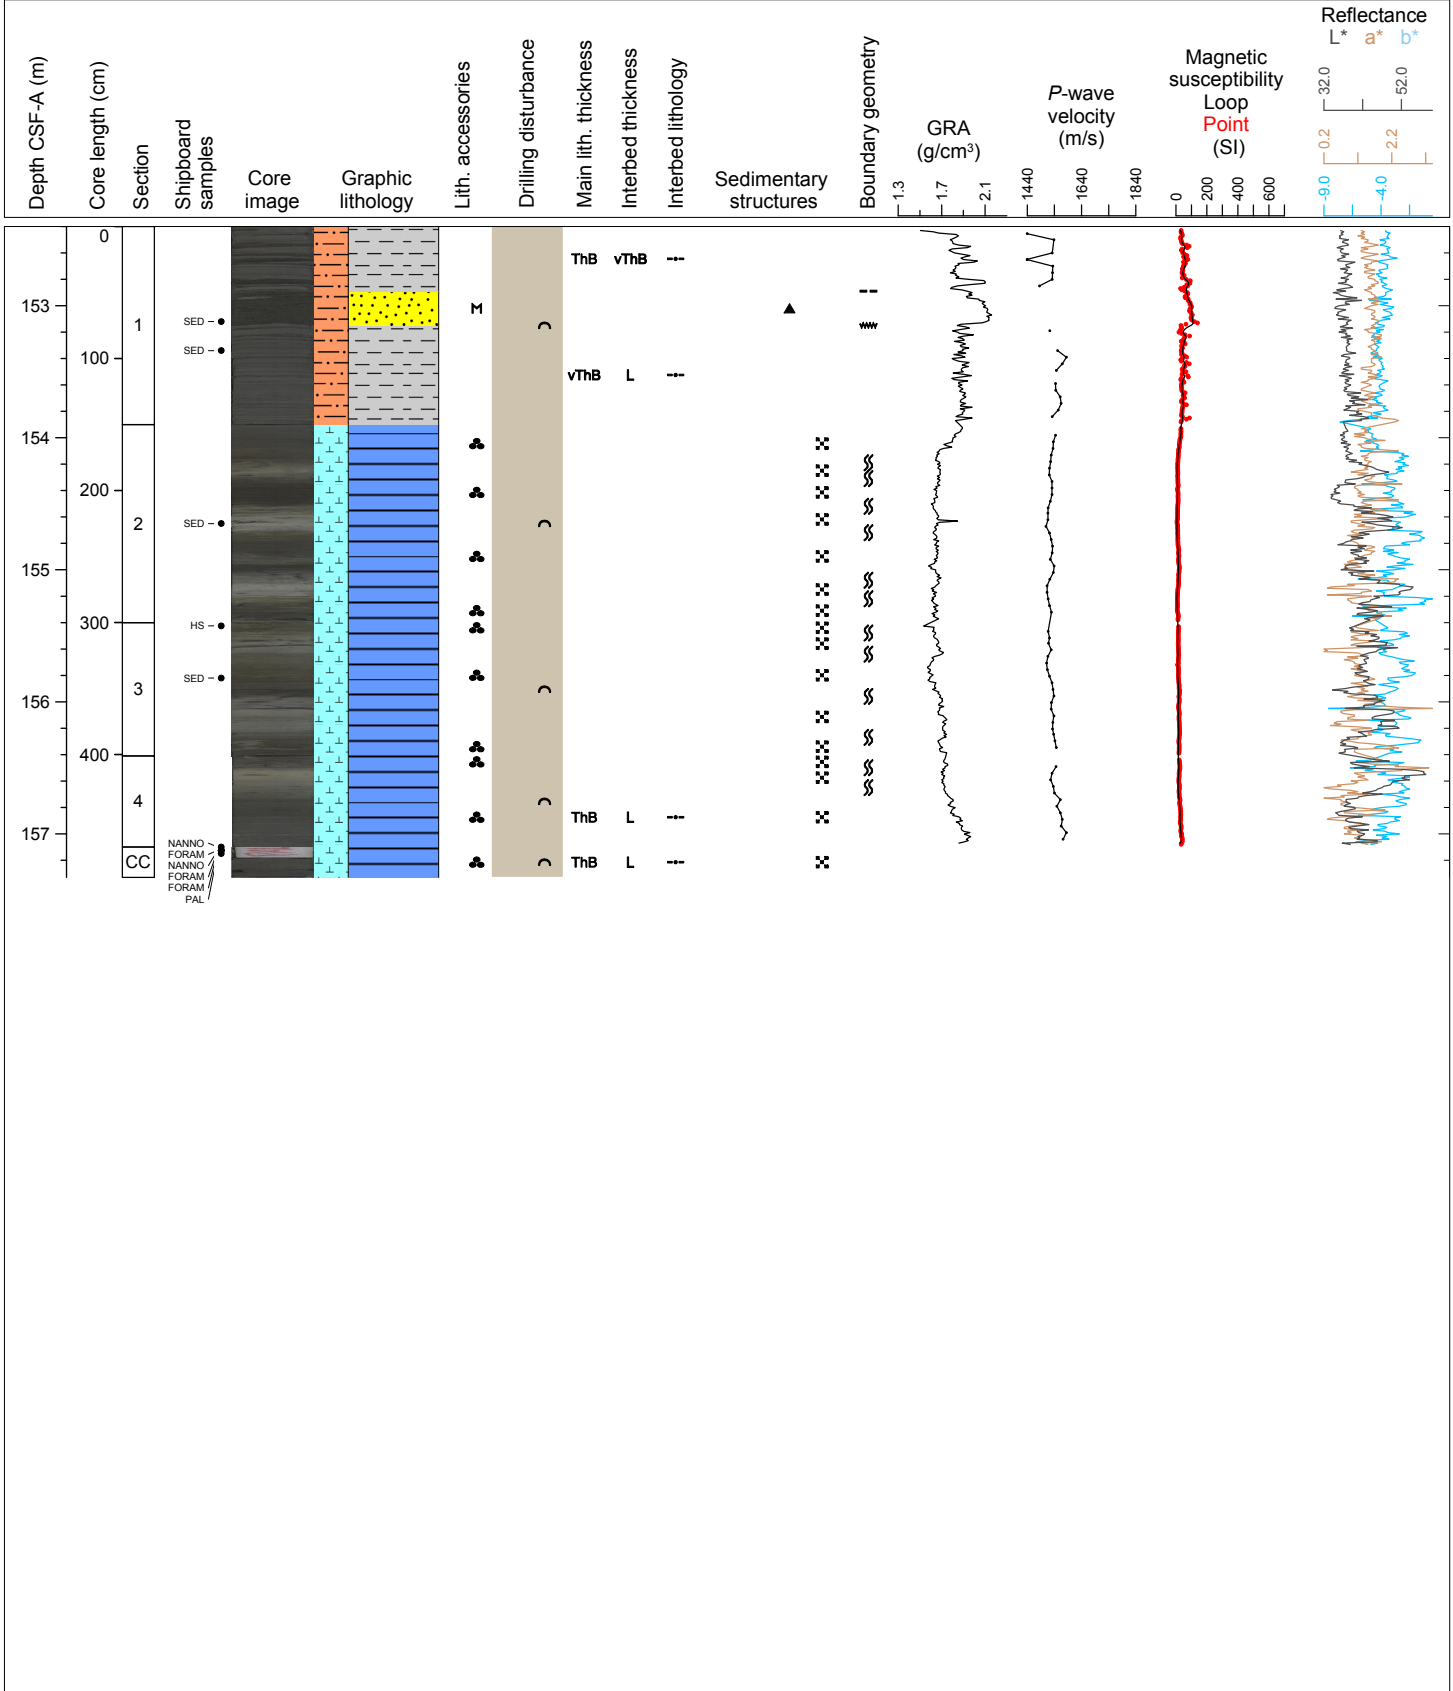 Depth CSF-A (m)
Core length (cm)
Section
Shipboard
samples
Core
image
Graphic
lithology
Lith. accessories
Drilling disturbance
Main lith. thickness
Interbed thickness
Interbed lithology
Sedimentary
structures
Boundary geometry
GRA
(g/cm³)
1.3 1.7 2.1
P-wave
velocity
(m/s)
1440 1640 1840
Magnetic
susceptibility
Loop
Point
(SI)
0 200 400 600
Reflectance
L* a* b*
32.0 52.0
0.2 2.2
-9.0 -4.0
0
ThB vThB
153
M
1
SED
SED
100
vThB L
154
200
SED
2
155
300
HS
SED
3
156
400
4
ThB L
157
NANNO
FORAM
CC
ThB L
NANNO
FORAM
FORAM
PAL